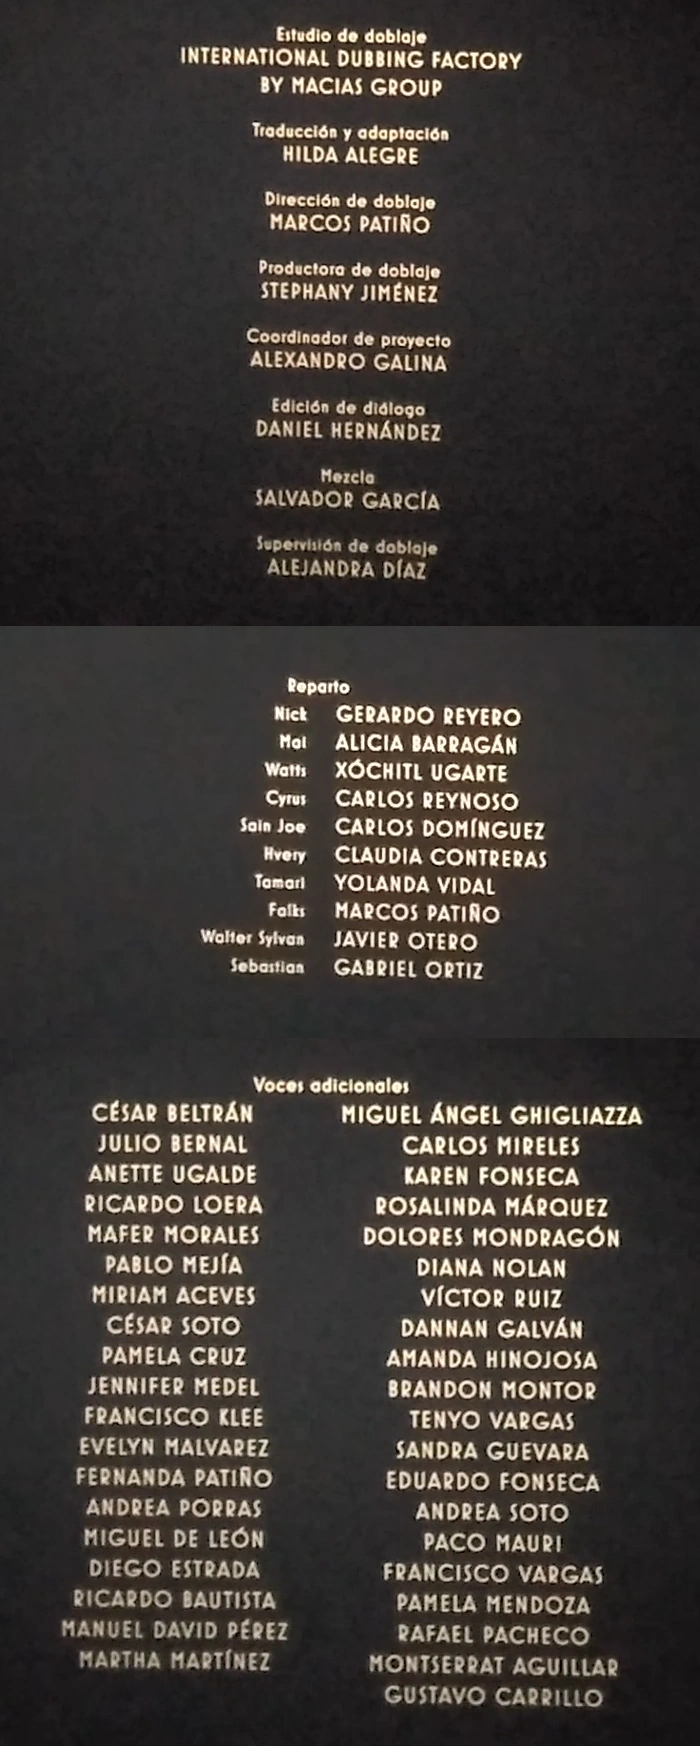 Estudio de doblaje
INTERNATIONAL DUBBING FACTORY
BY MACIAS GROUP
Traducción y adaptación
HILDA ALEGRE
Dirección de doblaje
MARCOS PATIÑO
Productora de doblaje
STEPHANY JIMÉNEZ
Coordinador de proyecto
ALEXANDRO GALINA
Edición de diálogo
DANIEL HERNÁNDEZ
Mezcla
SALVADOR GARCÍA
Supervisión de doblaje
ALEJANDRA DÍAZ
Reparto
Nick GERARDO REYERO
Mai ALICIA BARRAGÁN
Watts XÓCHITL UGARTE
Cyrus CARLOS REYNOSO
Sain Joe CARLOS DOMÍNGUEZ
Hvery CLAUDIA CONTRERAS
Tamari YOLANDA VIDAL
Falks MARCOS PATIÑO
Walter Sylvan JAVIER OTERO
Sebastian GABRIEL ORTIZ
Voces adicionales
CÉSAR BELTRÁN
JULIO BERNAL
ANETTE UGALDE
RICARDO LOERA
MAFER MORALES
PABLO MEJÍA
MIRIAM ACEVES
CÉSAR SOTO
PAMELA CRUZ
JENNIFER MEDEL
FRANCISCO KLEE
EVELYN MALVAREZ
FERNANDA PATIÑO
ANDREA PORRAS
MIGUEL DE LEÓN
DIEGO ESTRADA
RICARDO BAUTISTA
MANUEL DAVID PÉREZ
MARTHA MARTÍNEZ
MIGUEL ÁNGEL GHIGLIAZZA
CARLOS MIRELES
KAREN FONSECA
ROSALINDA MÁRQUEZ
DOLORES MONDRAGÓN
DIANA NOLAN
VÍCTOR RUIZ
DANNAN GALVÁN
AMANDA HINOJOSA
BRANDON MONTOR
TENYO VARGAS
SANDRA GUEVARA
EDUARDO FONSECA
ANDREA SOTO
PACO MAURI
FRANCISCO VARGAS
PAMELA MENDOZA
RAFAEL PACHECO
MONTSERRAT AGUILLAR
GUSTAVO CARRILLO